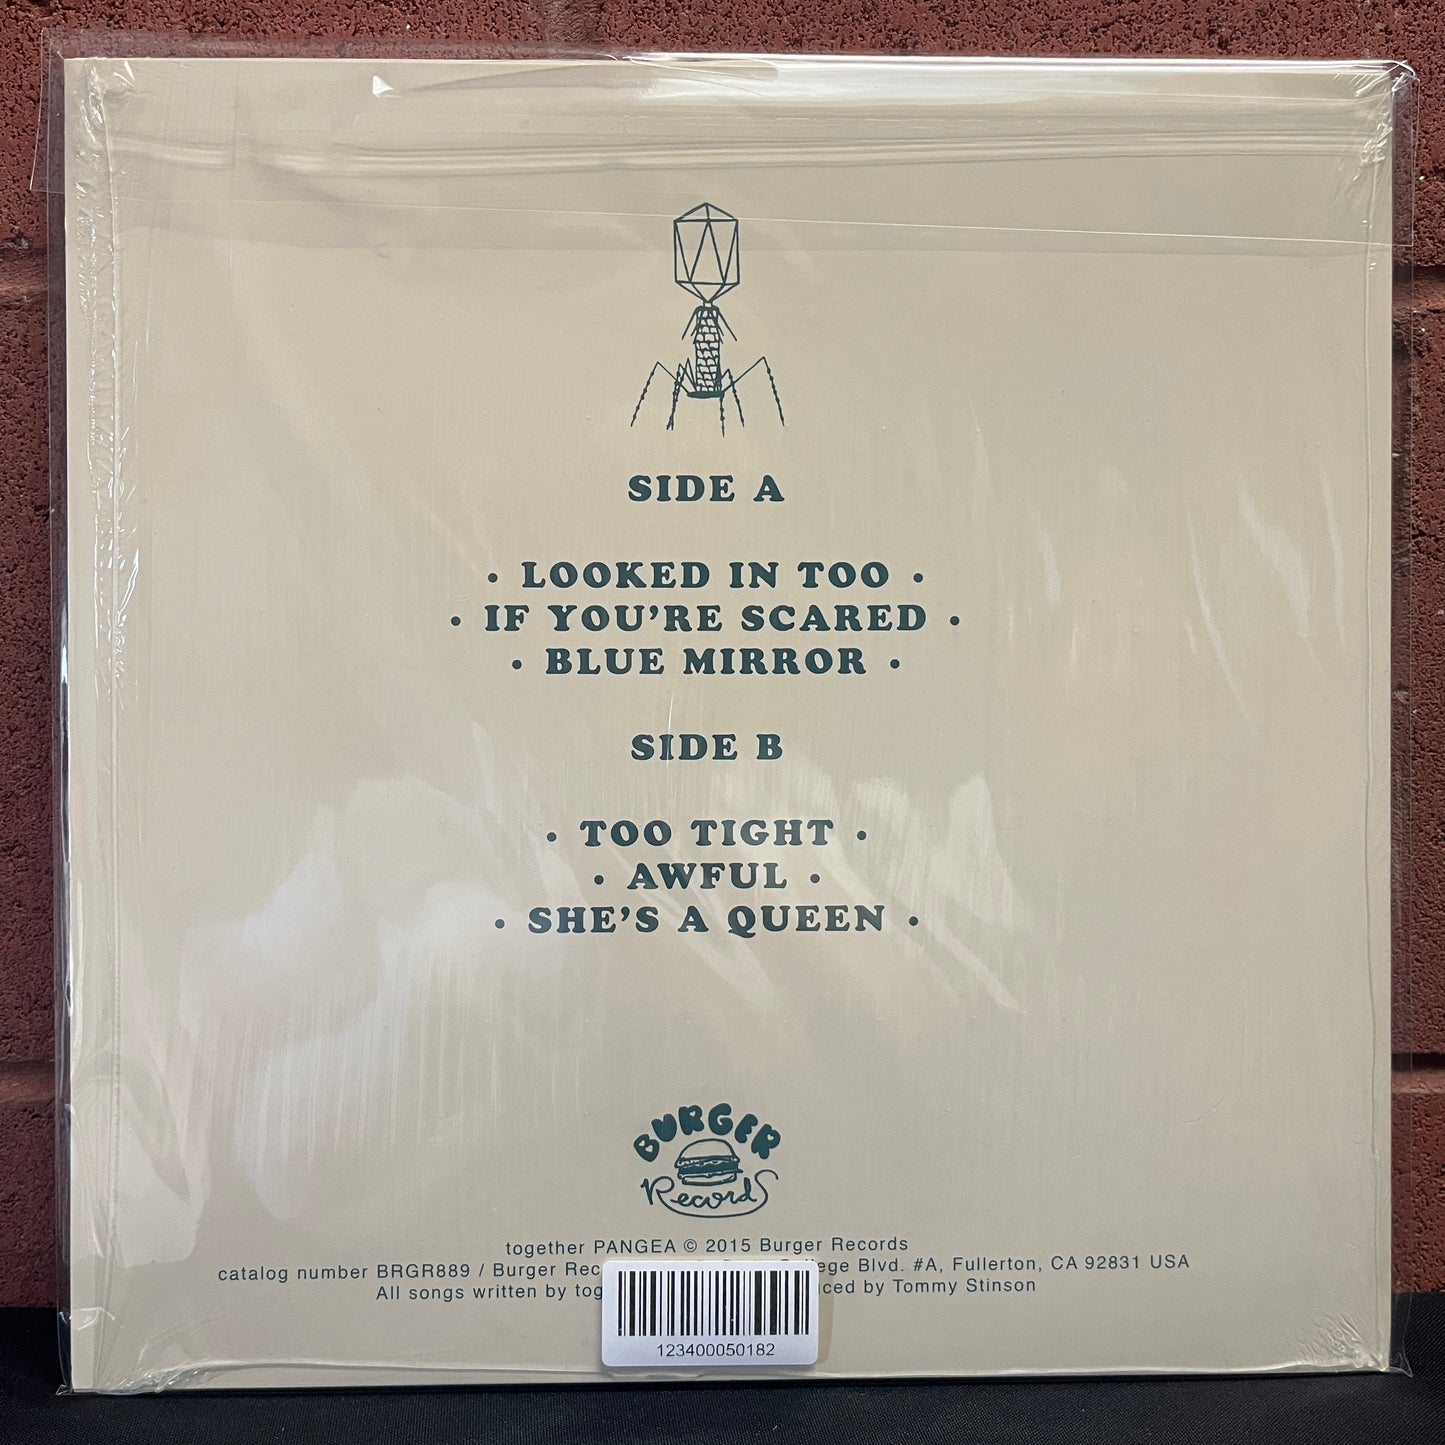 SIDE A
• LOOKED IN TOO •
• IF YOU'RE SCARED •
• BLUE MIRROR •
SIDE B
• TOO TIGHT •
• AWFUL •
• SHE'S A QUEEN •
BURGER
Records
together PANGEA © 2015 Burger Records
catalog number BRGR889 / Burger Rec ege Blvd. #A, Fullerton, CA 92831 USA
All songs written by tog ced by Tommy Stinson
123400050182